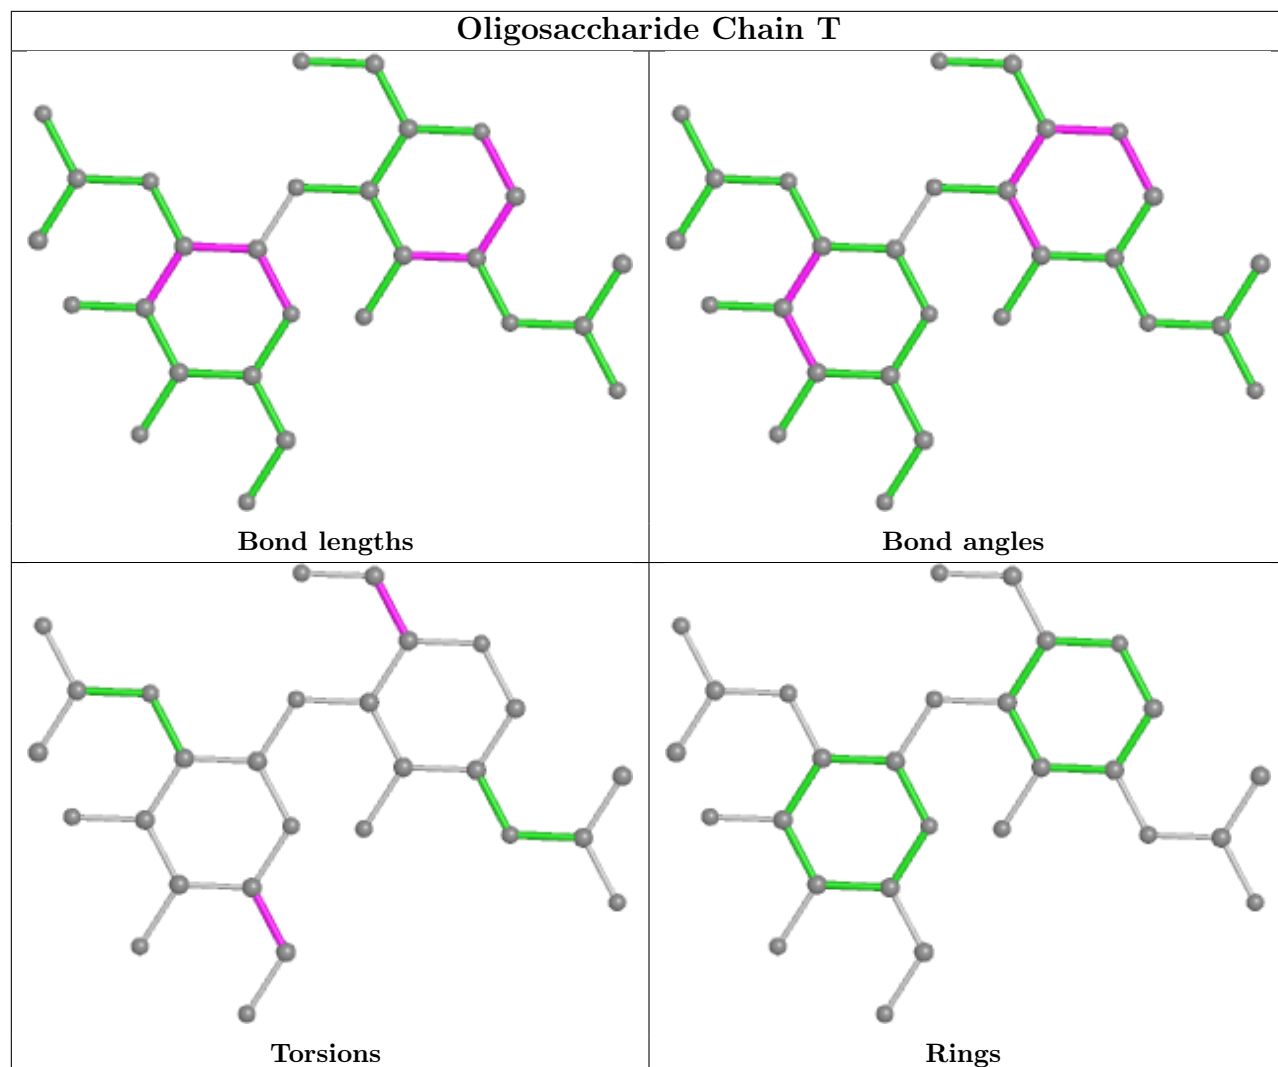 Oligosaccharide Chain T
Bond lengths
Bond angles
Torsions
Rings